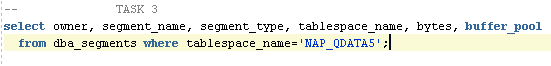 --              TASK 3
select owner, segment_name, segment_type, tablespace_name, bytes, buffer_pool
  from dba_segments where tablespace_name='NAP_QDATA5';